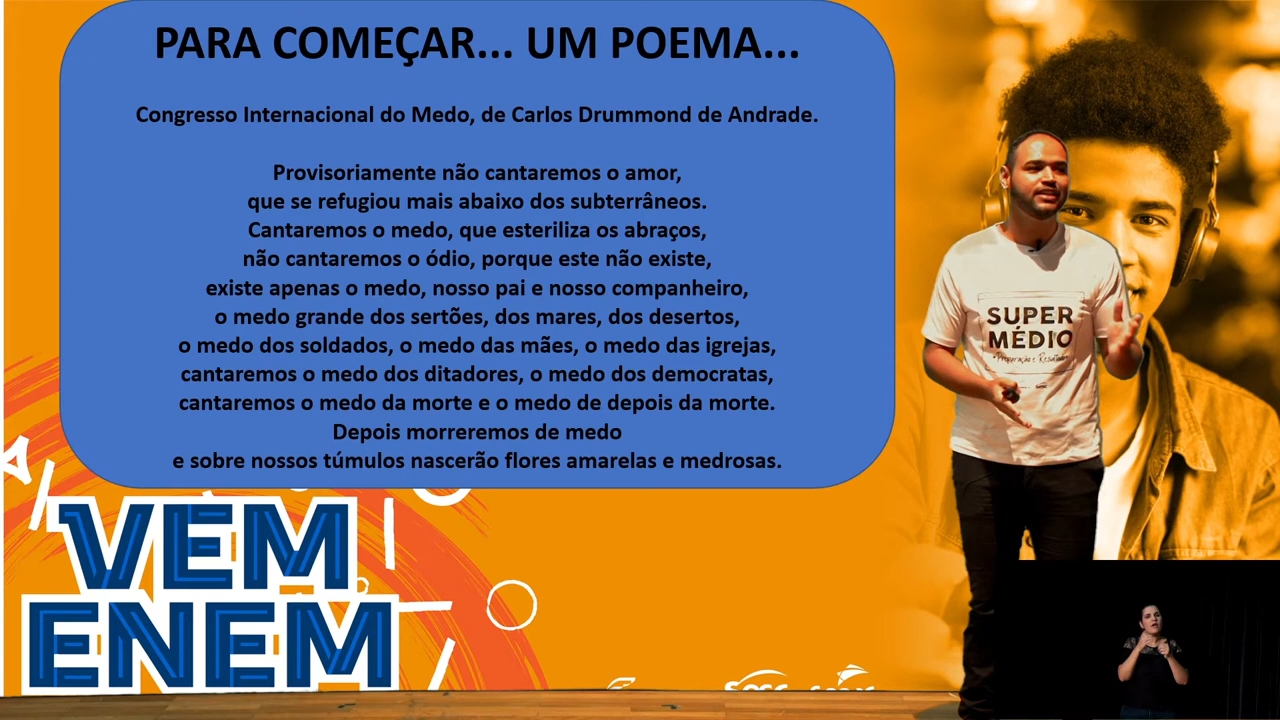 PARA COMEÇAR... UM POEMA...
Congresso Internacional do Medo, de Carlos Drummond de Andrade.
Provisoriamente não cantaremos o amor,
que se refugiou mais abaixo dos subterrâneos.
Cantaremos o medo, que esteriliza os abraços,
não cantaremos o ódio, porque este não existe,
existe apenas o medo, nosso pai e nosso companheiro,
o medo grande dos sertões, dos mares, dos desertos,
o medo dos soldados, o medo das mães, o medo das igrejas,
cantaremos o medo dos ditadores, o medo dos democratas,
cantaremos o medo da morte e o medo de depois da morte.
Depois morreremos de medo
e sobre nossos túmulos nascerão flores amarelas e medrosas.
SUPER
MÉDIO
Preparação e Resultado
VEM
ENEM